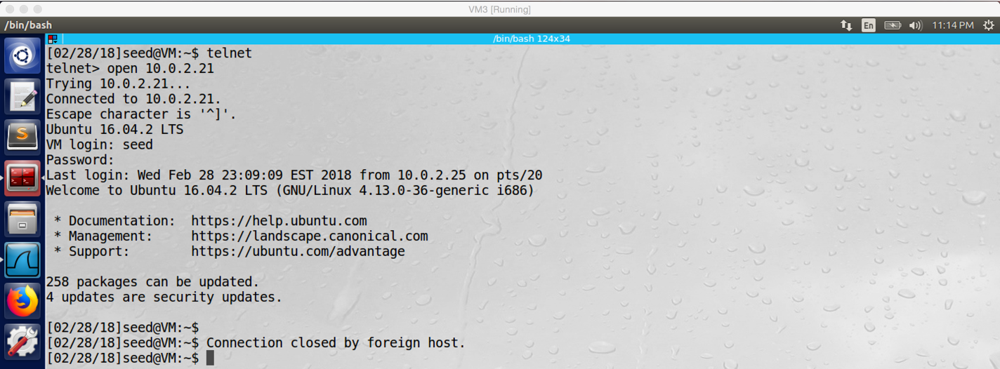 VM3 [Running]
/bin/bash
En
11:14 PM
/bin/bash 124x34
[02/28/18]seed@VM:~$ telnet
telnet> open 10.0.2.21
Trying 10.0.2.21...
Connected to 10.0.2.21.
Escape character is '^]'.
Ubuntu 16.04.2 LTS
VM login: seed
Password:
Last login: Wed Feb 28 23:09:09 EST 2018 from 10.0.2.25 on pts/20
Welcome to Ubuntu 16.04.2 LTS (GNU/Linux 4.13.0-36-generic i686)

 * Documentation:  https://help.ubuntu.com
 * Management:     https://landscape.canonical.com
 * Support:        https://ubuntu.com/advantage

258 packages can be updated.
4 updates are security updates.

[02/28/18]seed@VM:~$
[02/28/18]seed@VM:~$ Connection closed by foreign host.
[02/28/18]seed@VM:~$